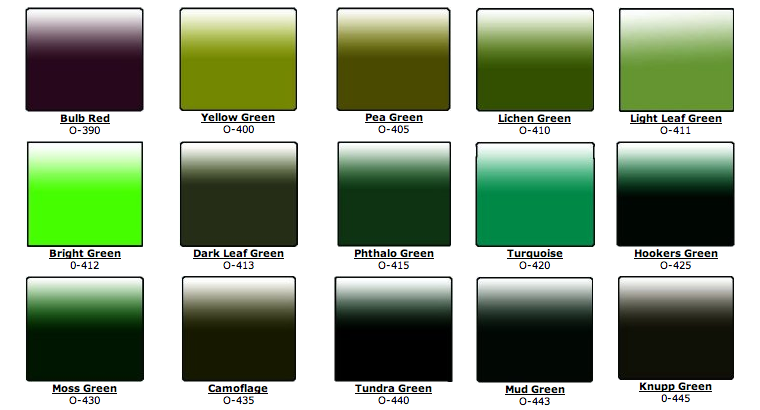 Bulb Red
O-390
Yellow Green
O-400
Pea Green
O-405
Lichen Green
O-410
Light Leaf Green
O-411
Bright Green
0-412
Dark Leaf Green
O-413
Phthalo Green
O-415
Turquoise
O-420
Hookers Green
O-425
Moss Green
O-430
Camoflage
O-435
Tundra Green
O-440
Mud Green
O-443
Knupp Green
0-445